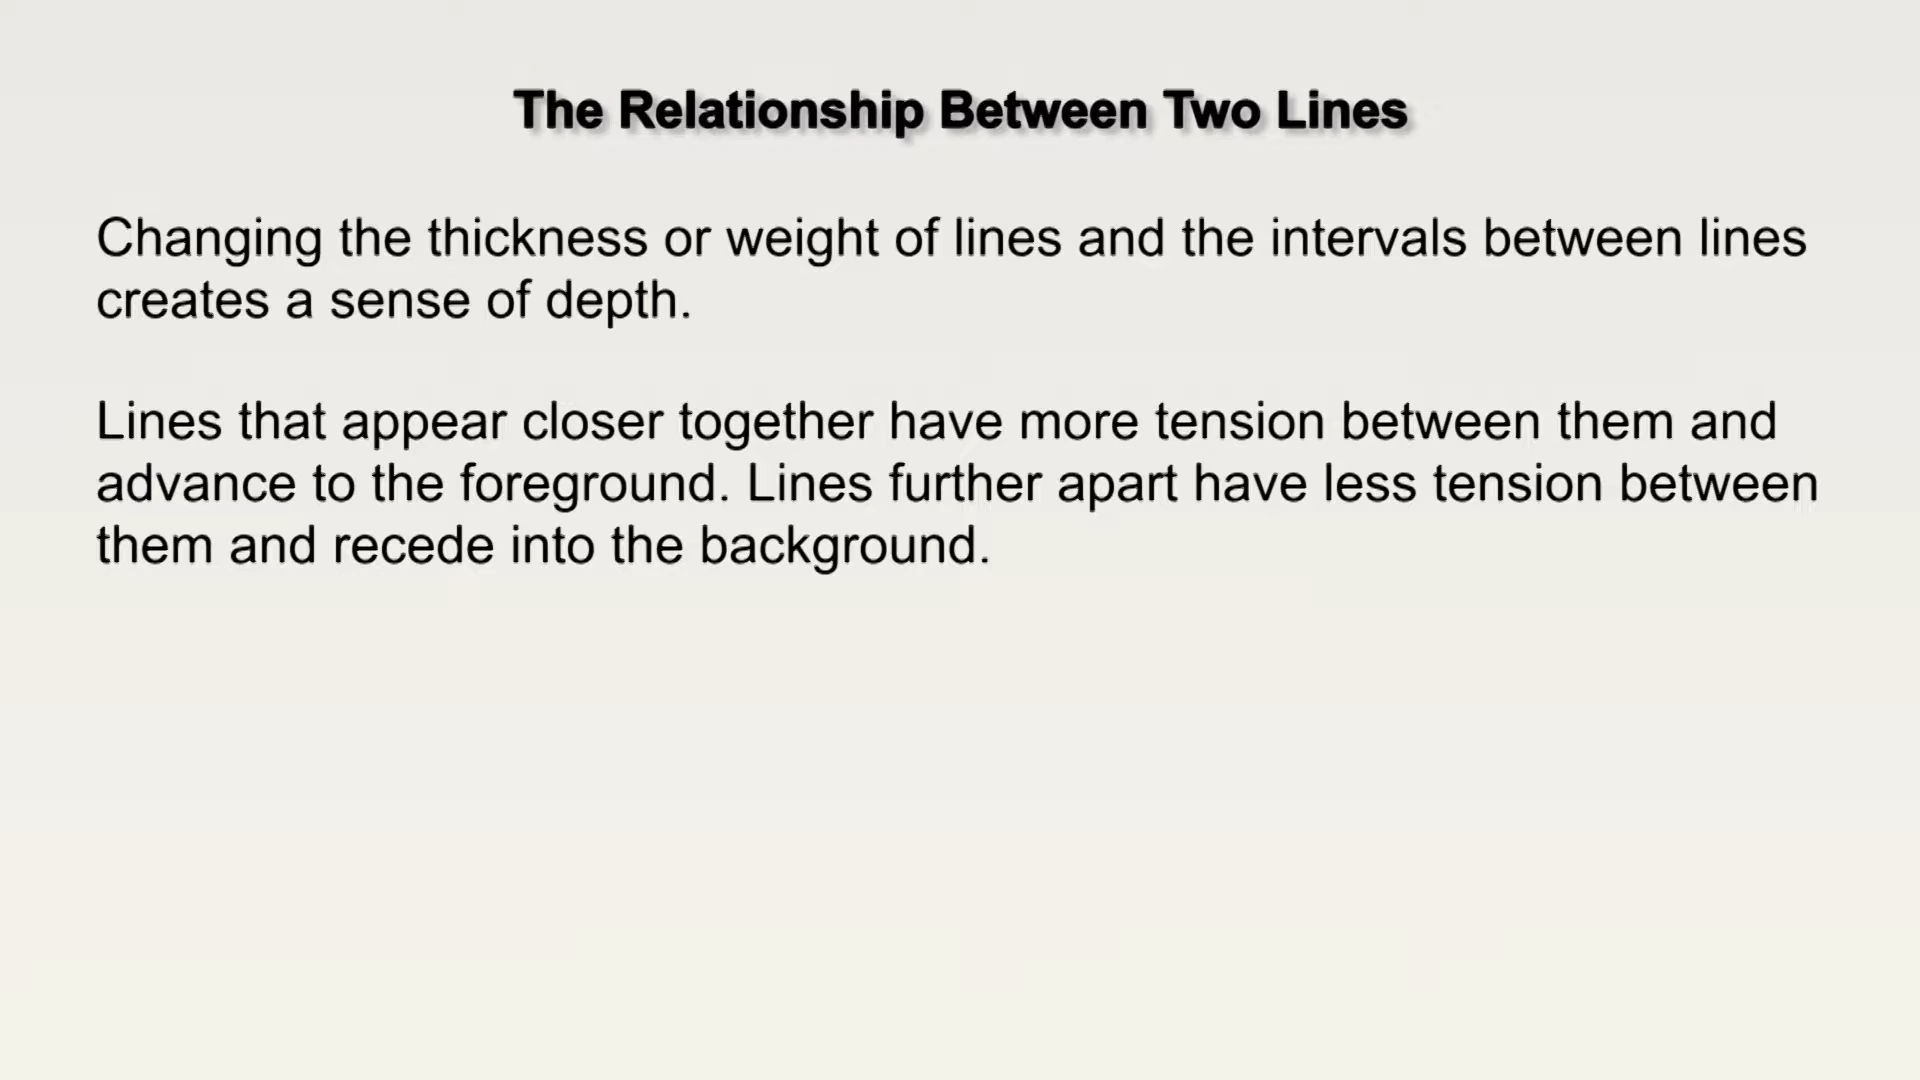 The Relationship Between Two Lines
Changing the thickness or weight of lines and the intervals between lines
creates a sense of depth.
Lines that appear closer together have more tension between them and
advance to the foreground. Lines further apart have less tension between
them and recede into the background.